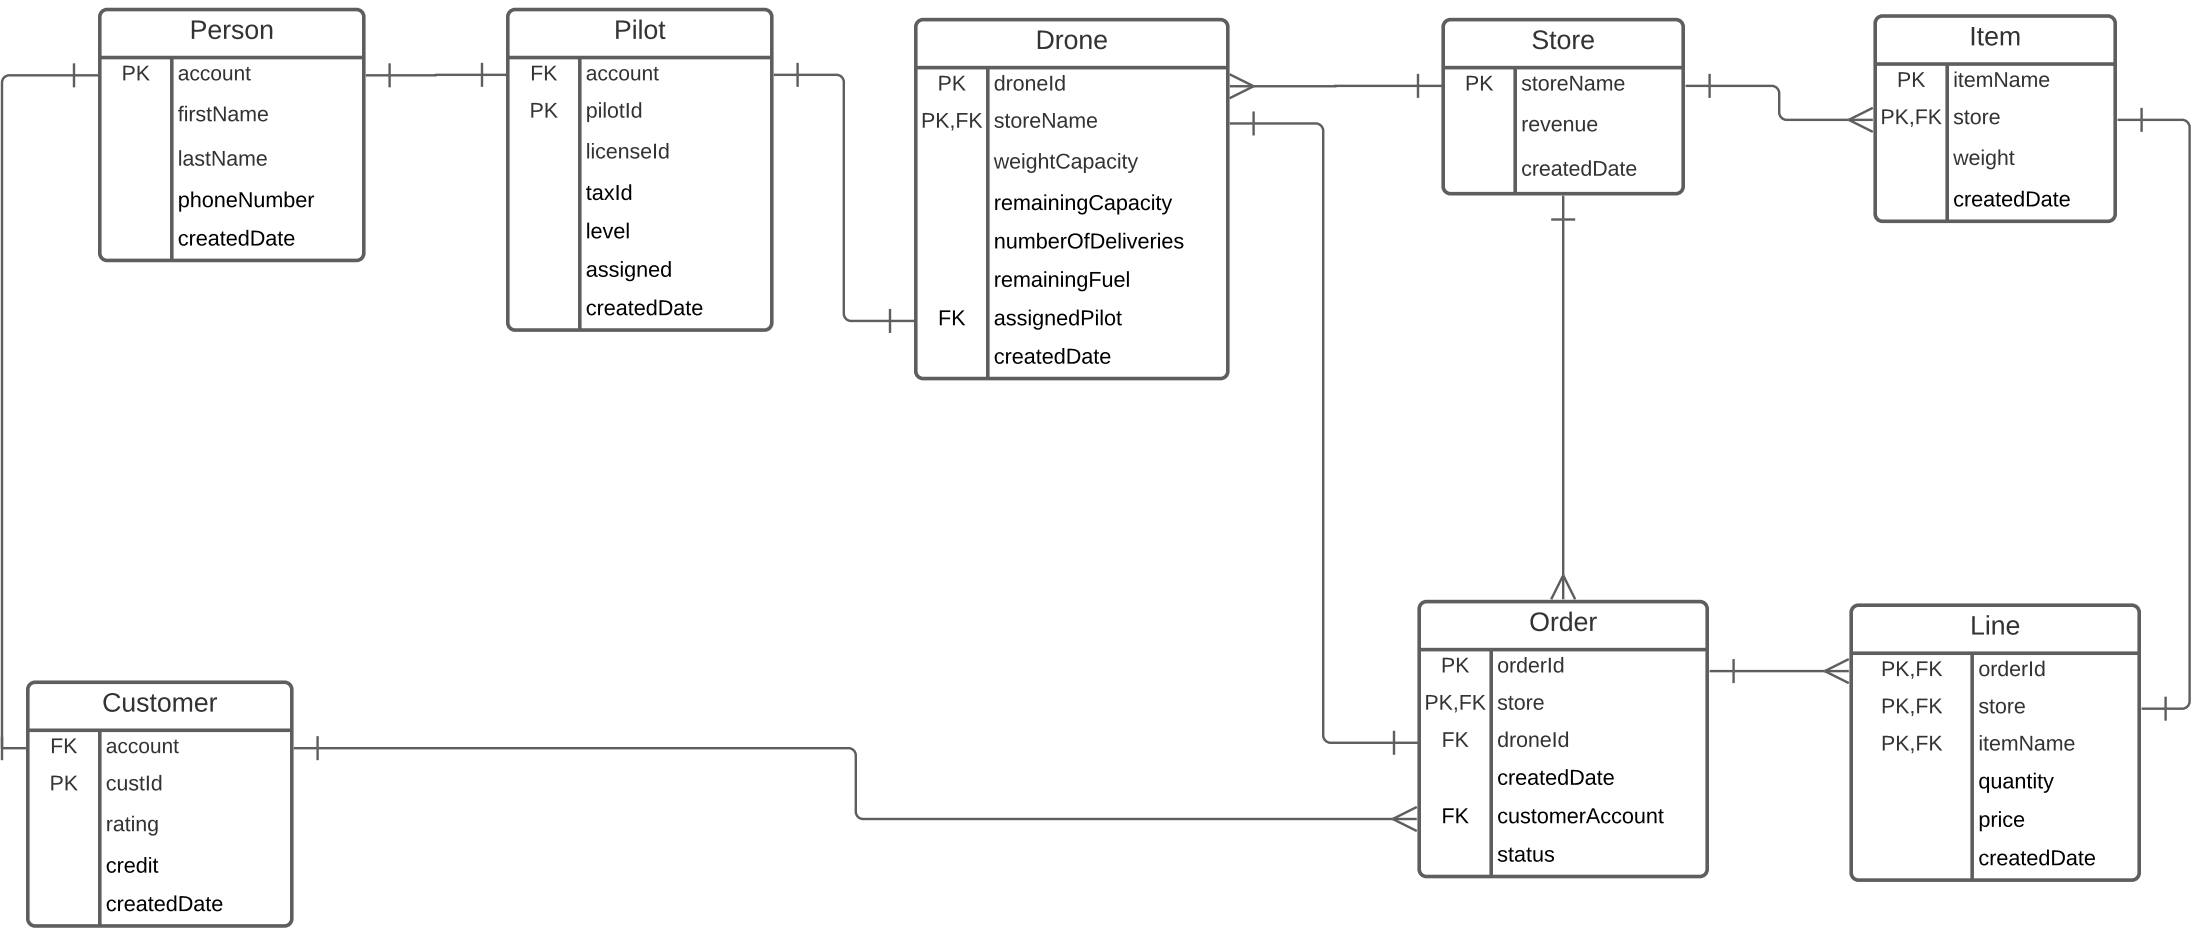 Person
PK account
firstName
lastName
phoneNumber
createdDate
Pilot
FK account
PK pilotId
licenseId
taxId
level
assigned
createdDate
Drone
PK droneId
PK,FK storeName
weightCapacity
remainingCapacity
numberOfDeliveries
remainingFuel
FK assignedPilot
createdDate
Store
PK storeName
revenue
createdDate
Item
PK itemName
PK,FK store
weight
createdDate
Customer
FK account
PK custId
rating
credit
createdDate
Order
PK orderId
PK,FK store
FK droneId
createdDate
FK customerAccount
status
Line
PK,FK orderId
PK,FK store
PK,FK itemName
quantity
price
createdDate